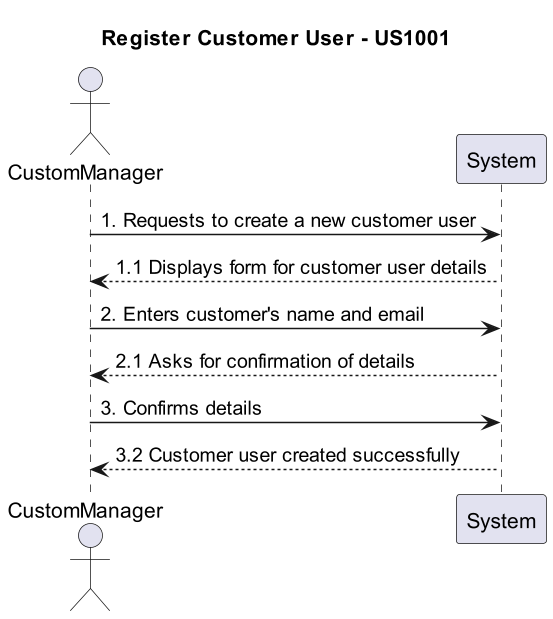 Register Customer User - US1001
CustomManager
System
1. Requests to create a new customer user
1.1 Displays form for customer user details
2. Enters customer's name and email
2.1 Asks for confirmation of details
3. Confirms details
3.2 Customer user created successfully
CustomManager
System